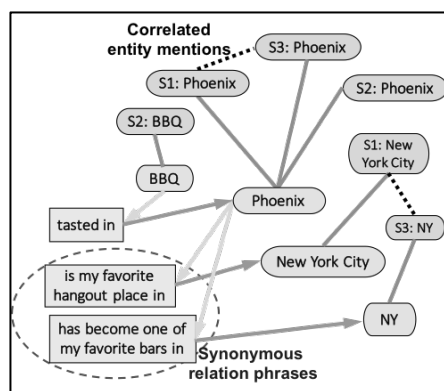 Correlated
entity mentions
S3: Phoenix
S1: Phoenix
S2: Phoenix
S2: BBQ
S1: New
York City
BBQ
Phoenix
S3: NY
tasted in
is my favorite
hangout place in
New York City
has become one of
my favorite bars in
NY
Synonymous
relation phrases